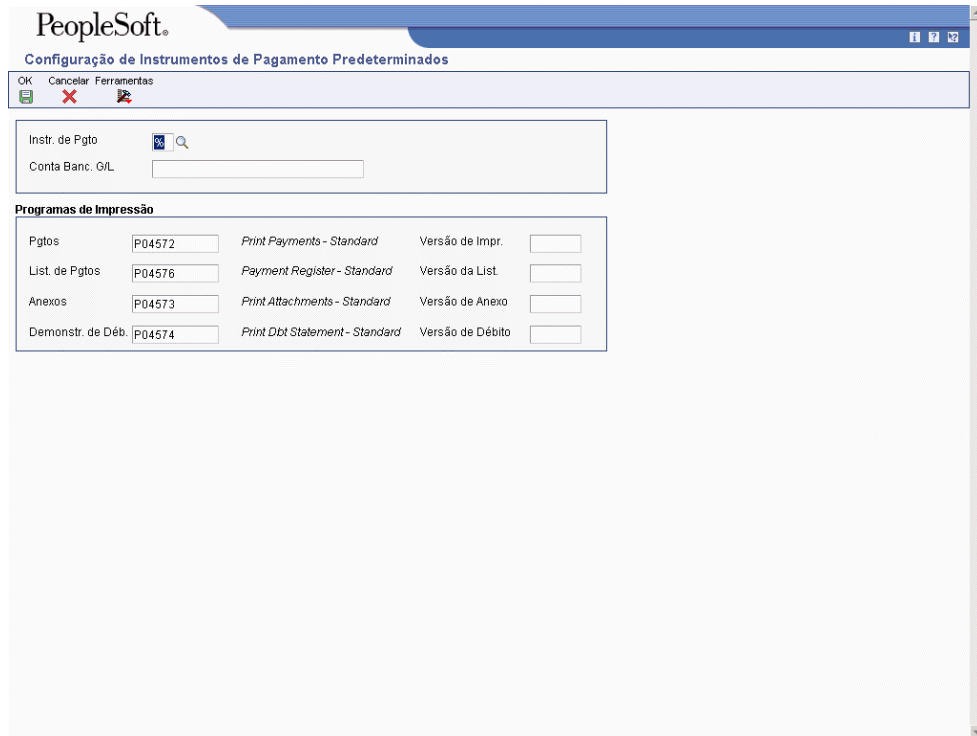 PeopleSoft®
Configuração de Instrumentos de Pagamento Predeterminados
OK Cancelar Ferramentas
Instr. de Pgto %
Conta Banc. G/L
Programas de Impressão
Pgtos P04572 Print Payments - Standard Versão de Impr.
List. de Pgtos P04576 Payment Register - Standard Versão da List.
Anexos P04573 Print Attachments - Standard Versão de Anexo
Demonstr. de Déb. P04574 Print Dbt Statement - Standard Versão de Débito